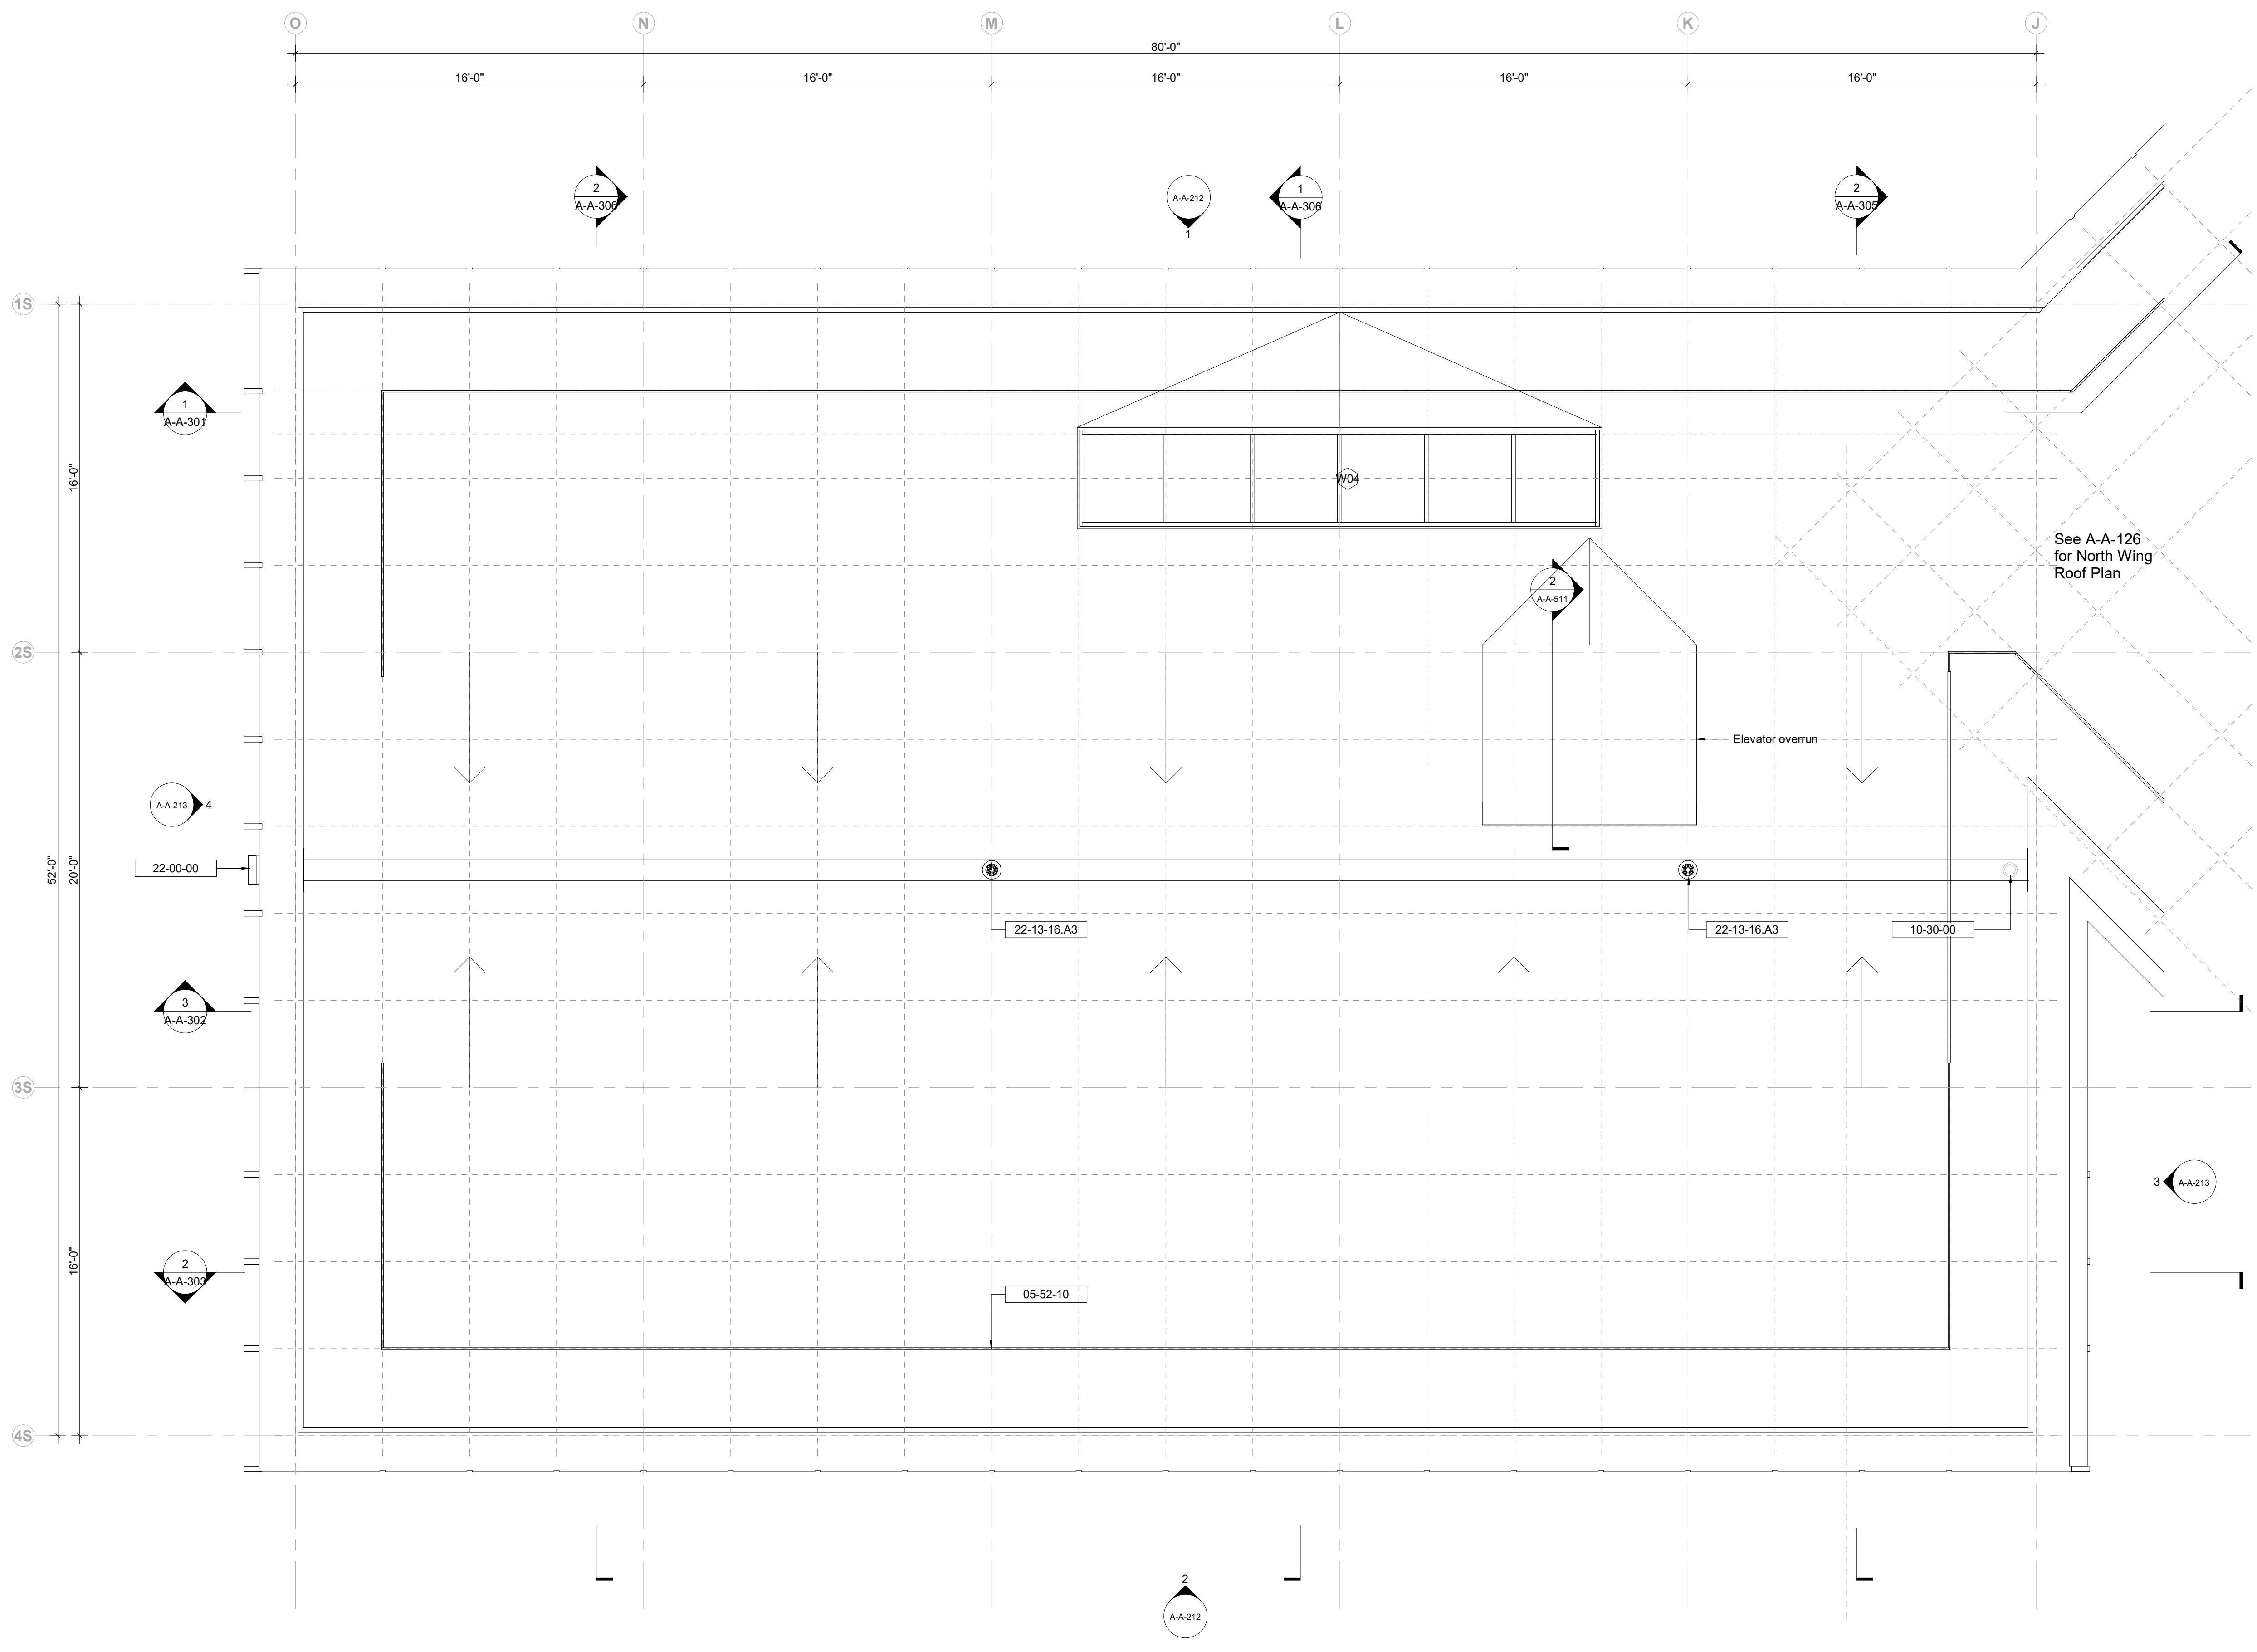 O
N
M
L
K
J
80'-0"
16'-0"
16'-0"
16'-0"
16'-0"
16'-0"
2
A-A-306
A-A-212
1
1
A-A-306
2
A-A-305
1S
1
A-A-301
16'-0"
W04
See A-A-126
for North Wing
Roof Plan
2
A-A-511
2S
Elevator overrun
A-A-213
4
52'-0"
20'-0"
22-00-00
22-13-16.A3
22-13-16.A3
10-30-00
3
A-A-302
3S
3
A-A-213
16'-0"
2
A-A-303
05-52-10
4S
2
A-A-212